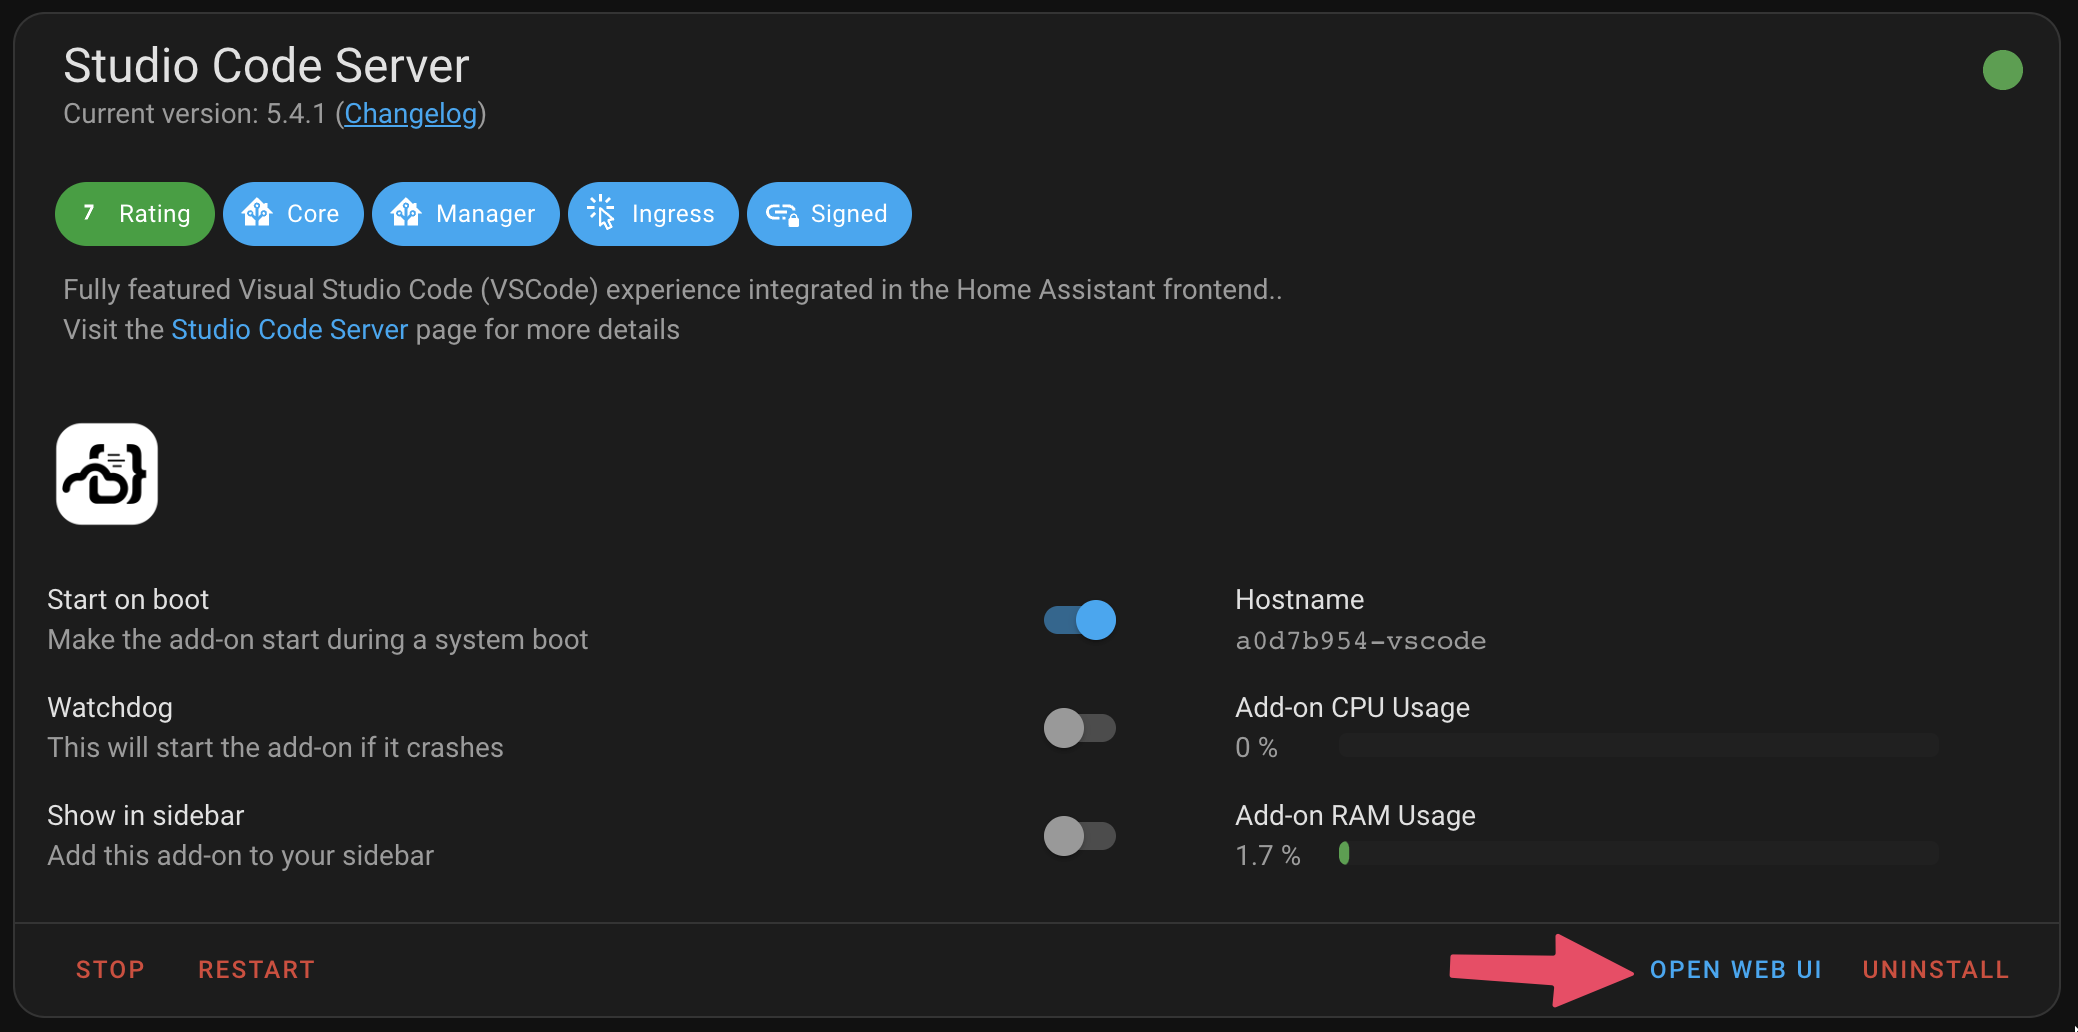 Studio Code Server
Current version: 5.4.1 (Changelog)
7 Rating Core Manager Ingress Signed
Fully featured Visual Studio Code (VSCode) experience integrated in the Home Assistant frontend..
Visit the Studio Code Server page for more details
Start on boot
Make the add-on start during a system boot
Hostname
a0d7b954-vscode
Watchdog
This will start the add-on if it crashes
Add-on CPU Usage
0 %
Show in sidebar
Add this add-on to your sidebar
Add-on RAM Usage
1.7 %
STOP RESTART OPEN WEB UI UNINSTALL